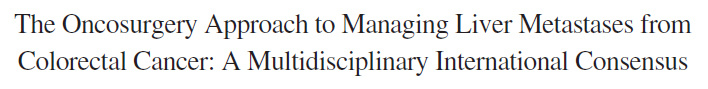 The Oncosurgery Approach to Managing Liver Metastases from
Colorectal Cancer: A Multidisciplinary International Consensus